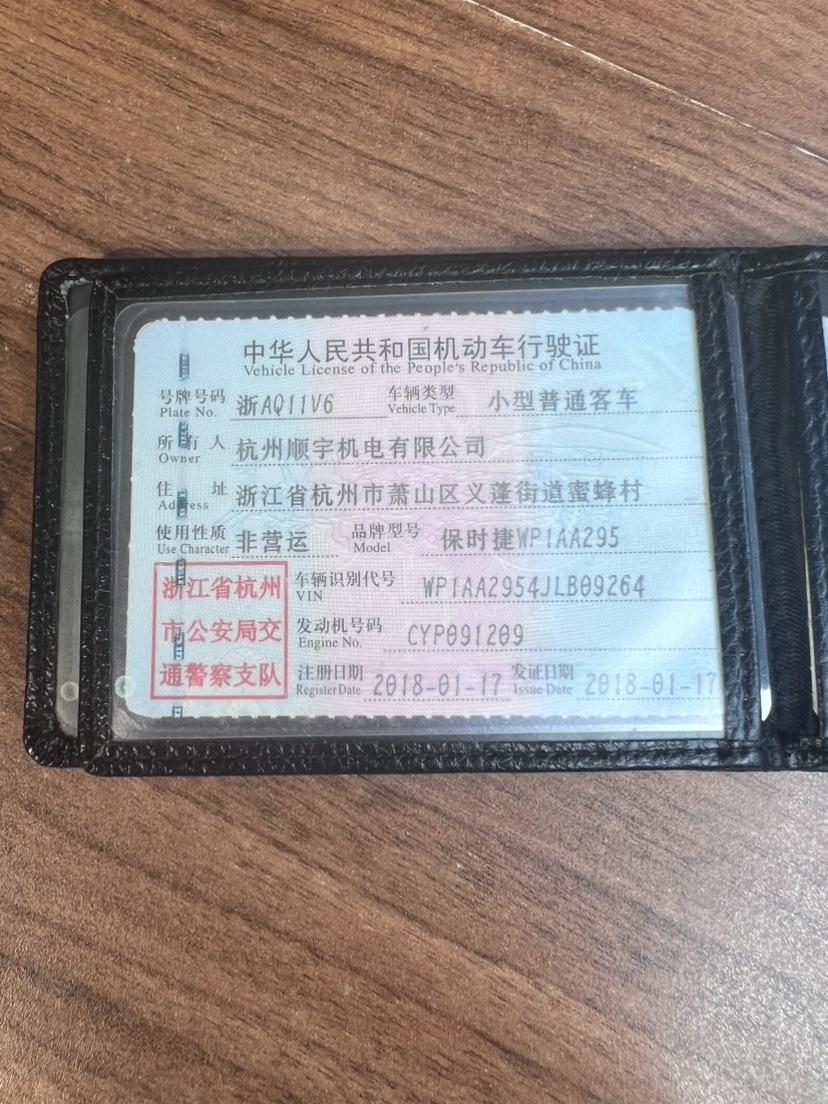 中华人民共和国机动车行驶证
Vehicle License of the People's Republic of China
号牌号码 浙AQ11V6 车辆类型 小型普通客车
Plate No. Vehicle Type
所有人 杭州顺宇机电有限公司
Owner
住址 浙江省杭州市萧山区义蓬街道蜜蜂村
Address
使用性质 非营运 品牌型号 保时捷WP1AA295
Use Character Model
浙江省杭州
市公安局交
通警察支队
车辆识别代号 WP1AA2954JLB09264
VIN
发动机号码 CYP091209
Engine No.
注册日期 2018-01-17 发证日期 2018-01-17
Register Date Issue Date